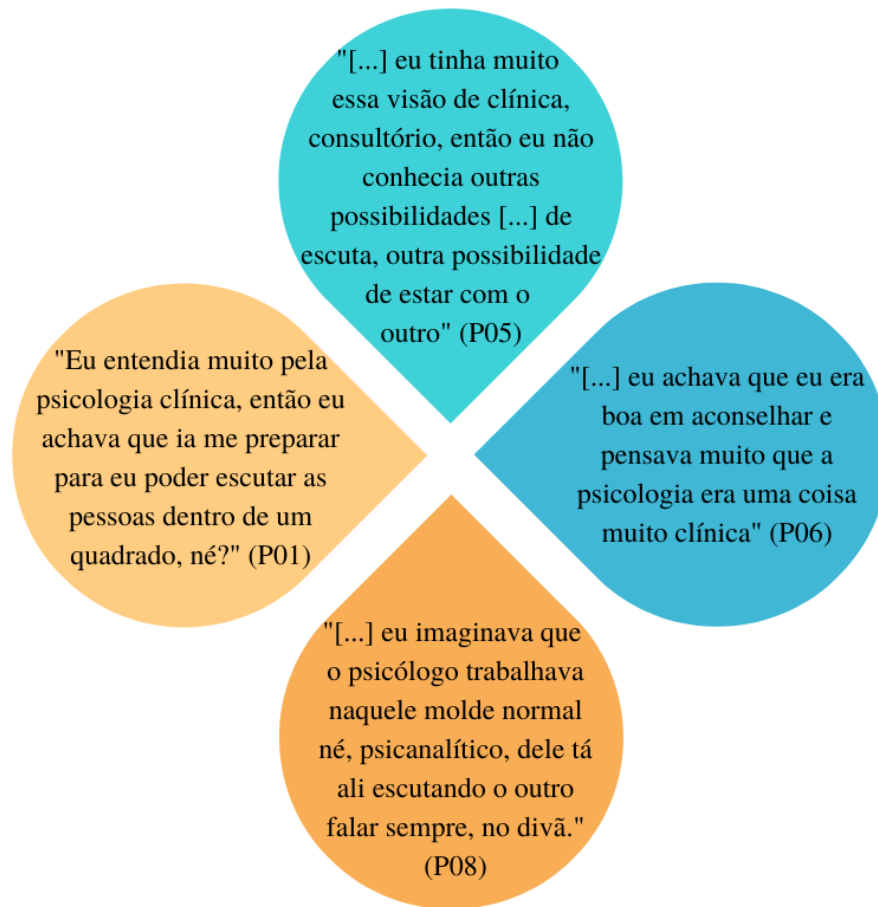 "[...] eu tinha muito
essa visão de clínica,
consultório, então eu não
conhecia outras
possibilidades [...] de
escuta, outra possibilidade
de estar com o
outro" (P05)
"Eu entendia muito pela
psicologia clínica, então eu
achava que ia me preparar
para eu poder escutar as
pessoas dentro de um
quadrado, né?" (P01)
"[...] eu achava que eu era
boa em aconselhar e
pensava muito que a
psicologia era uma coisa
muito clínica" (P06)
"[...] eu imaginava que
o psicólogo trabalhava
naquele molde normal
né, psicanalítico, dele tá
ali escutando o outro
falar sempre, no divã."
(P08)